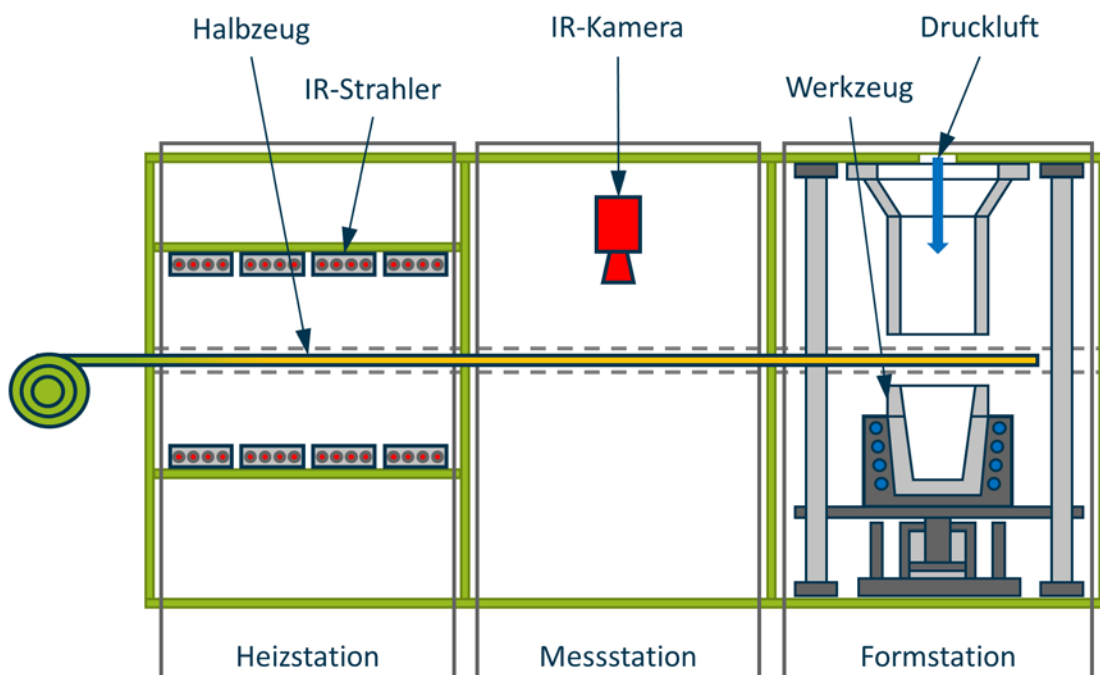 Halbzeug
IR-Kamera
Druckluft
IR-Strahler
Werkzeug
Heizstation
Messstation
Formstation